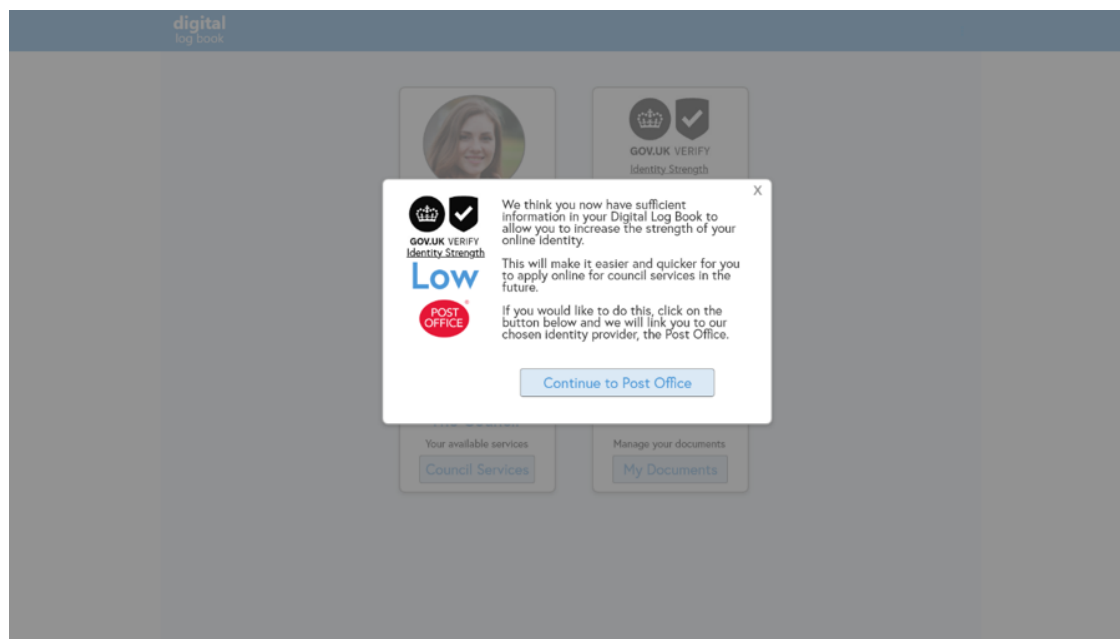 digital
log book
GOV.UK VERIFY
Identity Strength
X
GOV.UK VERIFY
Identity Strength
Low
POST
OFFICE
We think you now have sufficient
information in your Digital Log Book to
allow you to increase the strength of your
online identity.
This will make it easier and quicker for you
to apply online for council services in the
future.
If you would like to do this, click on the
button below and we will link you to our
chosen identity provider, the Post Office.
Continue to Post Office
Your available services
Council Services
Manage your documents
My Documents